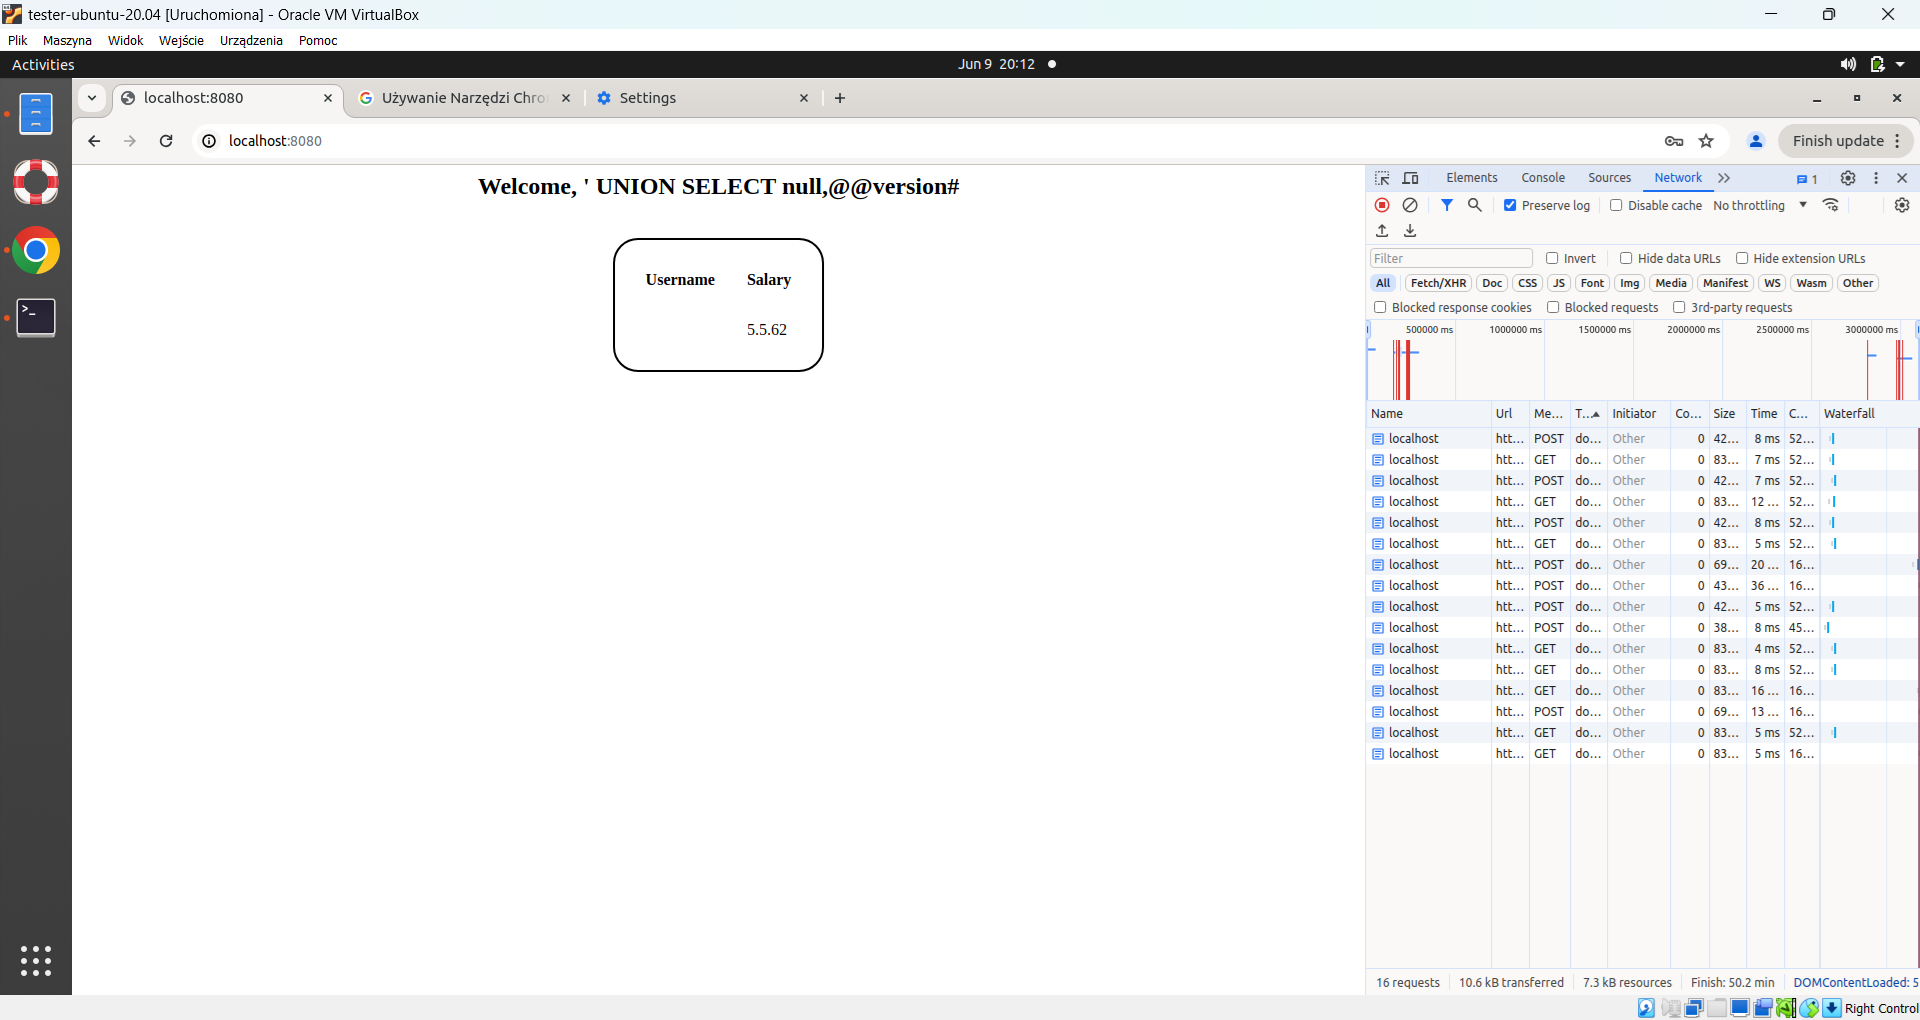 tester-ubuntu-20.04 [Uruchomiona] - Oracle VM VirtualBox
Plik Maszyna Widok Wejście Urządzenia Pomoc
Activities Jun 9 20:12
localhost:8080 Używanie Narzędzi Chro Settings
localhost:8080 Finish update
Welcome, ' UNION SELECT null,@@version#
Username Salary
5.5.62
Elements Console Sources Network 1
Preserve log Disable cache No throttling
Filter Invert Hide data URLs Hide extension URLs
All Fetch/XHR Doc CSS JS Font Img Media Manifest WS Wasm Other
Blocked response cookies Blocked requests 3rd-party requests
500000 ms 1000000 ms 1500000 ms 2000000 ms 2500000 ms 3000000 ms
Name Url Me... T... Initiator Co... Size Time C... Waterfall
localhost htt... POST do... Other 0 42... 8 ms 52...
localhost htt... GET do... Other 0 83... 7 ms 52...
localhost htt... POST do... Other 0 42... 7 ms 52...
localhost htt... GET do... Other 0 83... 12 ... 52...
localhost htt... POST do... Other 0 42... 8 ms 52...
localhost htt... GET do... Other 0 83... 5 ms 52...
localhost htt... POST do... Other 0 69... 20 ... 16...
localhost htt... POST do... Other 0 43... 36 ... 16...
localhost htt... POST do... Other 0 42... 5 ms 52...
localhost htt... POST do... Other 0 38... 8 ms 45...
localhost htt... GET do... Other 0 83... 4 ms 52...
localhost htt... GET do... Other 0 83... 8 ms 52...
localhost htt... GET do... Other 0 83... 16 ... 16...
localhost htt... POST do... Other 0 69... 13 ... 16...
localhost htt... GET do... Other 0 83... 5 ms 52...
localhost htt... GET do... Other 0 83... 5 ms 16...
16 requests 10.6 kB transferred 7.3 kB resources Finish: 50.2 min DOMContentLoaded: 5
Right Control